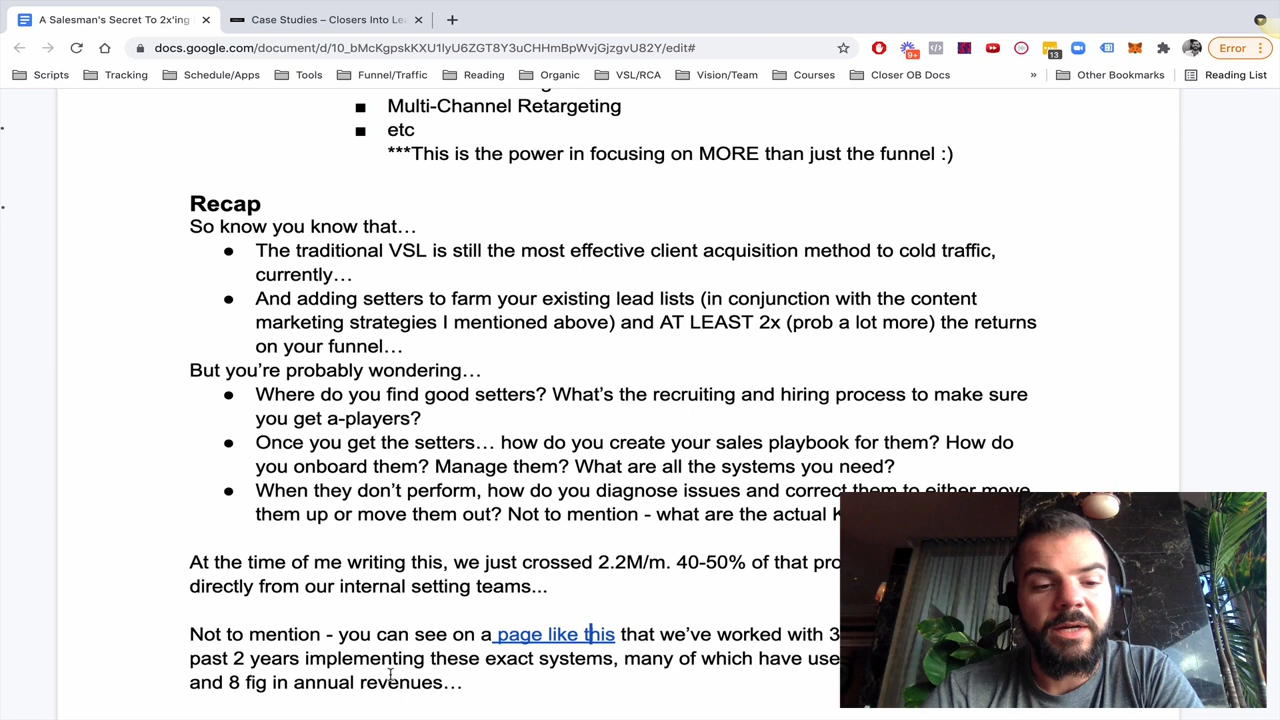 A Salesman's Secret To 2x'ing
Case Studies – Closers Into Le
docs.google.com/document/d/10_bMcKgpskKXU1lyU6ZGT8Y3uCHHmBpWvjGjzgvU82Y/edit#
9+
13
Error
Scripts
Tracking
Schedule/Apps
Tools
Funnel/Traffic
Reading
Organic
VSL/RCA
Vision/Team
Courses
Closer OB Docs
»
Other Bookmarks
Reading List
■ Multi-Channel Retargeting
■ etc
***This is the power in focusing on MORE than just the funnel :)
Recap
So know you know that…
● The traditional VSL is still the most effective client acquisition method to cold traffic,
currently…
● And adding setters to farm your existing lead lists (in conjunction with the content
marketing strategies I mentioned above) and AT LEAST 2x (prob a lot more) the returns
on your funnel…
But you're probably wondering…
● Where do you find good setters? What's the recruiting and hiring process to make sure
you get a-players?
● Once you get the setters… how do you create your sales playbook for them? How do
you onboard them? Manage them? What are all the systems you need?
● When they don't perform, how do you diagnose issues and correct them to either move
them up or move them out? Not to mention - what are the actual K
At the time of me writing this, we just crossed 2.2M/m. 40-50% of that pro
directly from our internal setting teams...
Not to mention - you can see on a page like this that we've worked with 3
past 2 years implementing these exact systems, many of which have use
and 8 fig in annual revenues…